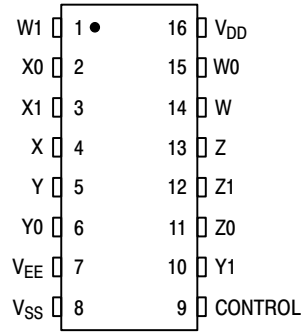 W1 1 16 VDD
X0 2 15 W0
X1 3 14 W
X 4 13 Z
Y 5 12 Z1
Y0 6 11 Z0
VEE 7 10 Y1
VSS 8 9 CONTROL